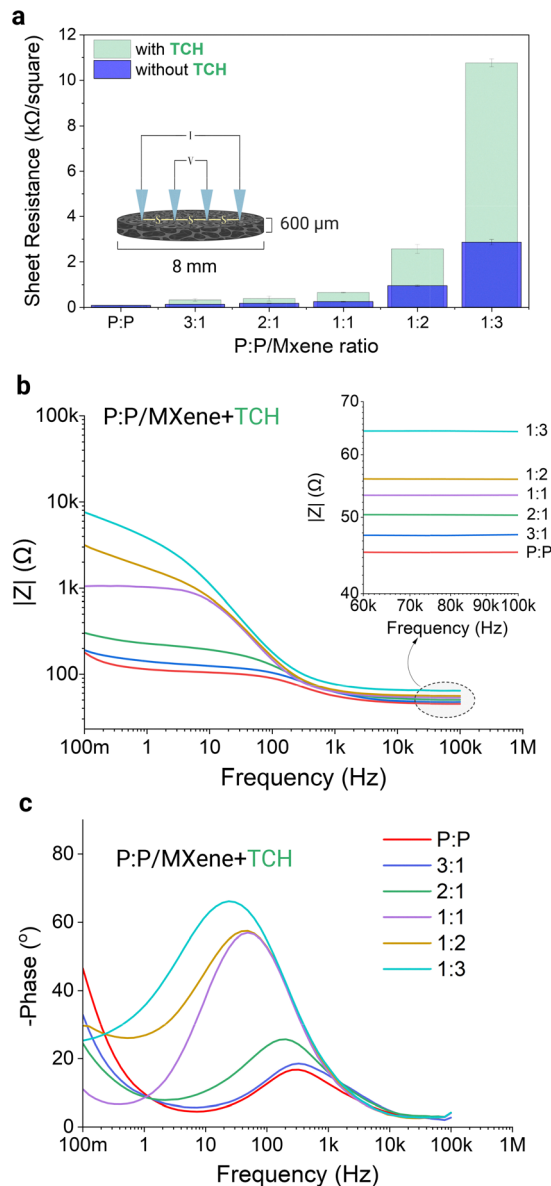 a
Sheet Resistance (kΩ/square)
12
10
8
6
4
2
0
with TCH
without TCH
I
V
S S S
600 µm
8 mm
P:P 3:1 2:1 1:1 1:2 1:3
P:P/Mxene ratio
b
P:P/MXene+TCH
|Z| (Ω)
100k
10k
1k
100
100m 1 10 100 1k 10k 100k 1M
Frequency (Hz)
|Z| (Ω)
70
60
50
40
1:3
1:2
1:1
2:1
3:1
P:P
60k 70k 80k 90k 100k
Frequency (Hz)
c
P:P/MXene+TCH
-Phase (°)
80
60
40
20
0
P:P
3:1
2:1
1:1
1:2
1:3
100m 1 10 100 1k 10k 100k 1M
Frequency (Hz)